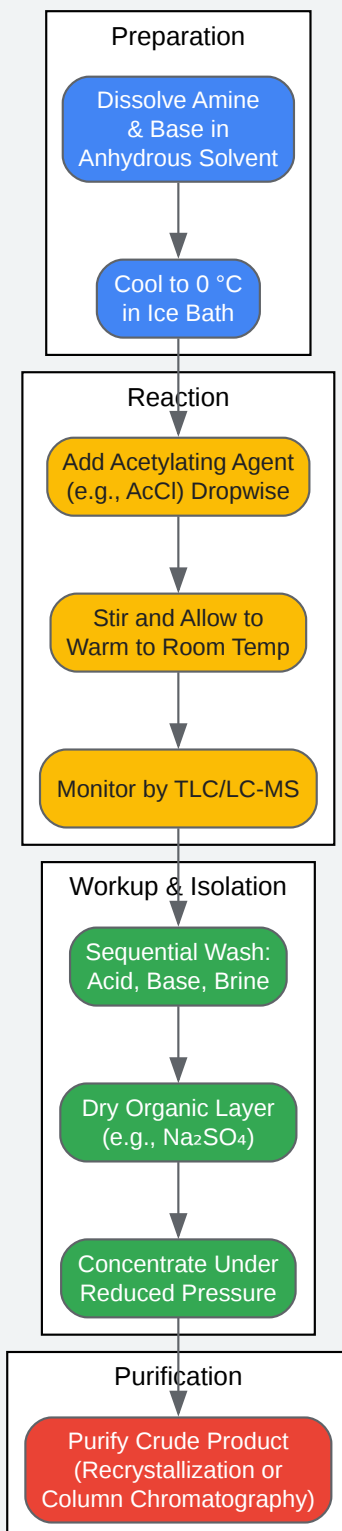 Preparation
Dissolve Amine
& Base in
Anhydrous Solvent
Cool to 0 °C
in Ice Bath
Reaction
Add Acetylating Agent
(e.g., AcCl) Dropwise
Stir and Allow to
Warm to Room Temp
Monitor by TLC/LC-MS
Workup & Isolation
Sequential Wash:
Acid, Base, Brine
Dry Organic Layer
(e.g., Na₂SO₄)
Concentrate Under
Reduced Pressure
Purification
Purify Crude Product
(Recrystallization or
Column Chromatography)